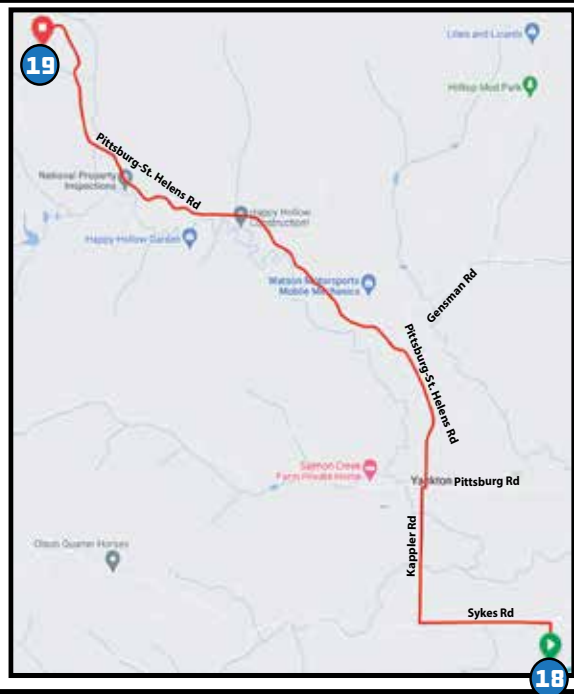 19
Lilies and Lizards
Hilltop Mod Park
Pittsburg-St. Helens Rd
National Property
Inspections
Happy Hollow
Construction
Happy Hollow Garden
Watson Motorsports
Mobile Mechanics
Gensman Rd
Pittsburg-St. Helens Rd
Salmon Creek
Farm Private Home
Yankton Pittsburg Rd
Kappler Rd
Olson Quarter Horses
Sykes Rd
18